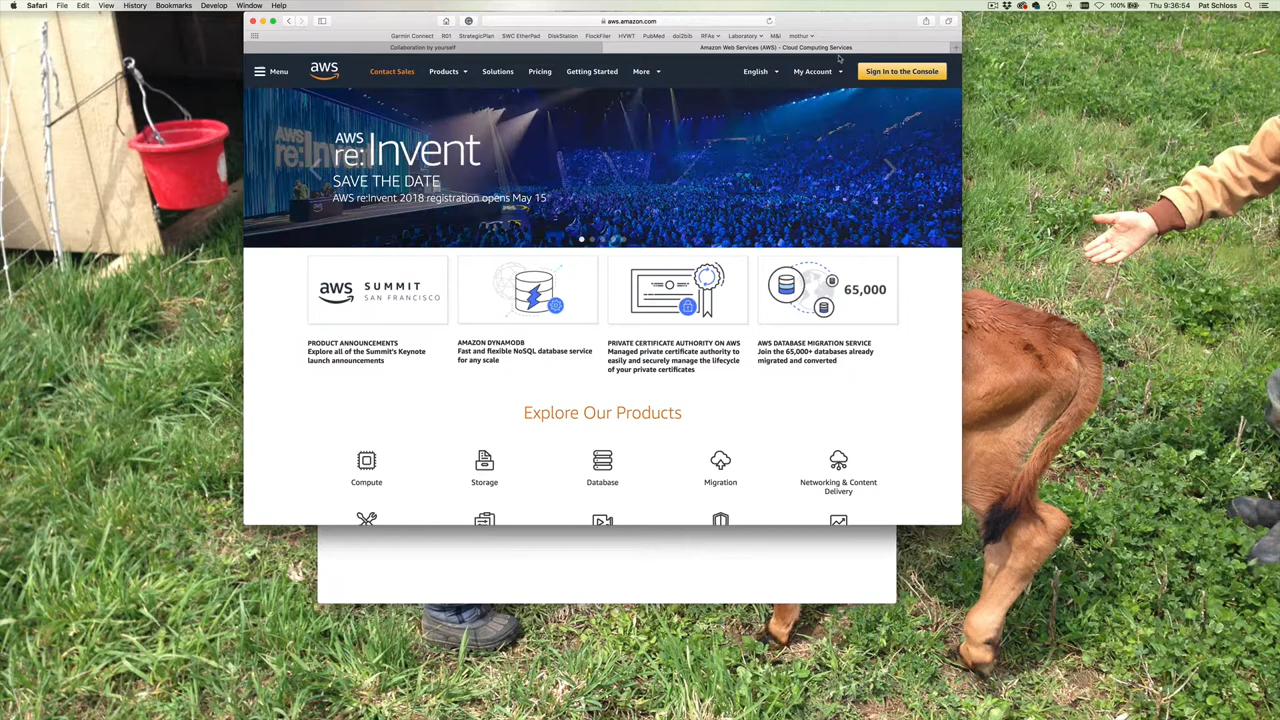 Safari File Edit View History Bookmarks Develop Window Help
100% Thu 9:36:54 Pat Schloss
aws.amazon.com
Garmin Connect R01 StrategicPlan SWC EtherPad DiskStation FlockFiler HVWT PubMed doi2bib RFAs Laboratory M&I mothur
Collaboration by yourself
Amazon Web Services (AWS) - Cloud Computing Services
Menu
aws
Contact Sales Products Solutions Pricing Getting Started More English My Account Sign In to the Console
AWS
re:Invent
SAVE THE DATE
AWS re:Invent 2018 registration opens May 15
aws SUMMIT
SAN FRANCISCO
65,000
PRODUCT ANNOUNCEMENTS
Explore all of the Summit's Keynote
launch announcements
AMAZON DYNAMODB
Fast and flexible NoSQL database service
for any scale
PRIVATE CERTIFICATE AUTHORITY ON AWS
Managed private certificate authority to
easily and securely manage the lifecycle
of your private certificates
AWS DATABASE MIGRATION SERVICE
Join the 65,000+ databases already
migrated and converted
Explore Our Products
Compute
Storage
Database
Migration
Networking & Content
Delivery